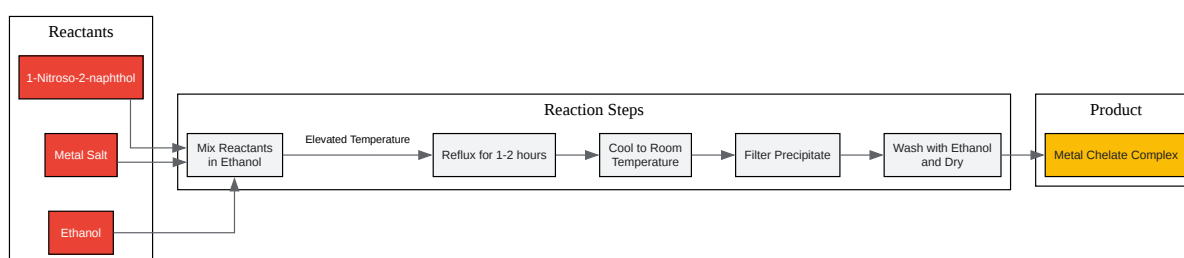 Reactants
1-Nitroso-2-naphthol
Metal Salt
Ethanol
Reaction Steps
Mix Reactants
in Ethanol
Elevated Temperature
Reflux for 1-2 hours
Cool to Room
Temperature
Filter Precipitate
Wash with Ethanol
and Dry
Product
Metal Chelate Complex